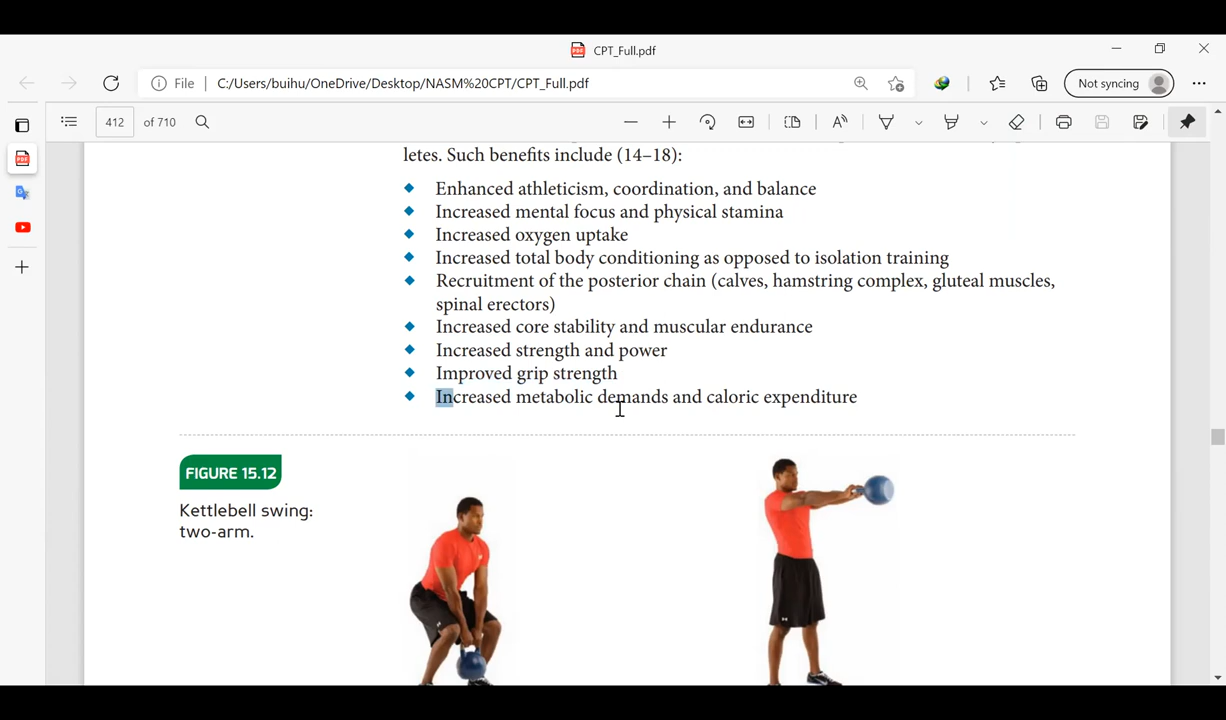 CPT_Full.pdf
File C:/Users/buihu/OneDrive/Desktop/NASM%20CPT/CPT_Full.pdf Not syncing
412 of 710
letes. Such benefits include (14–18):
Enhanced athleticism, coordination, and balance
Increased mental focus and physical stamina
Increased oxygen uptake
Increased total body conditioning as opposed to isolation training
Recruitment of the posterior chain (calves, hamstring complex, gluteal muscles,
spinal erectors)
Increased core stability and muscular endurance
Increased strength and power
Improved grip strength
Increased metabolic demands and caloric expenditure
FIGURE 15.12
Kettlebell swing:
two-arm.